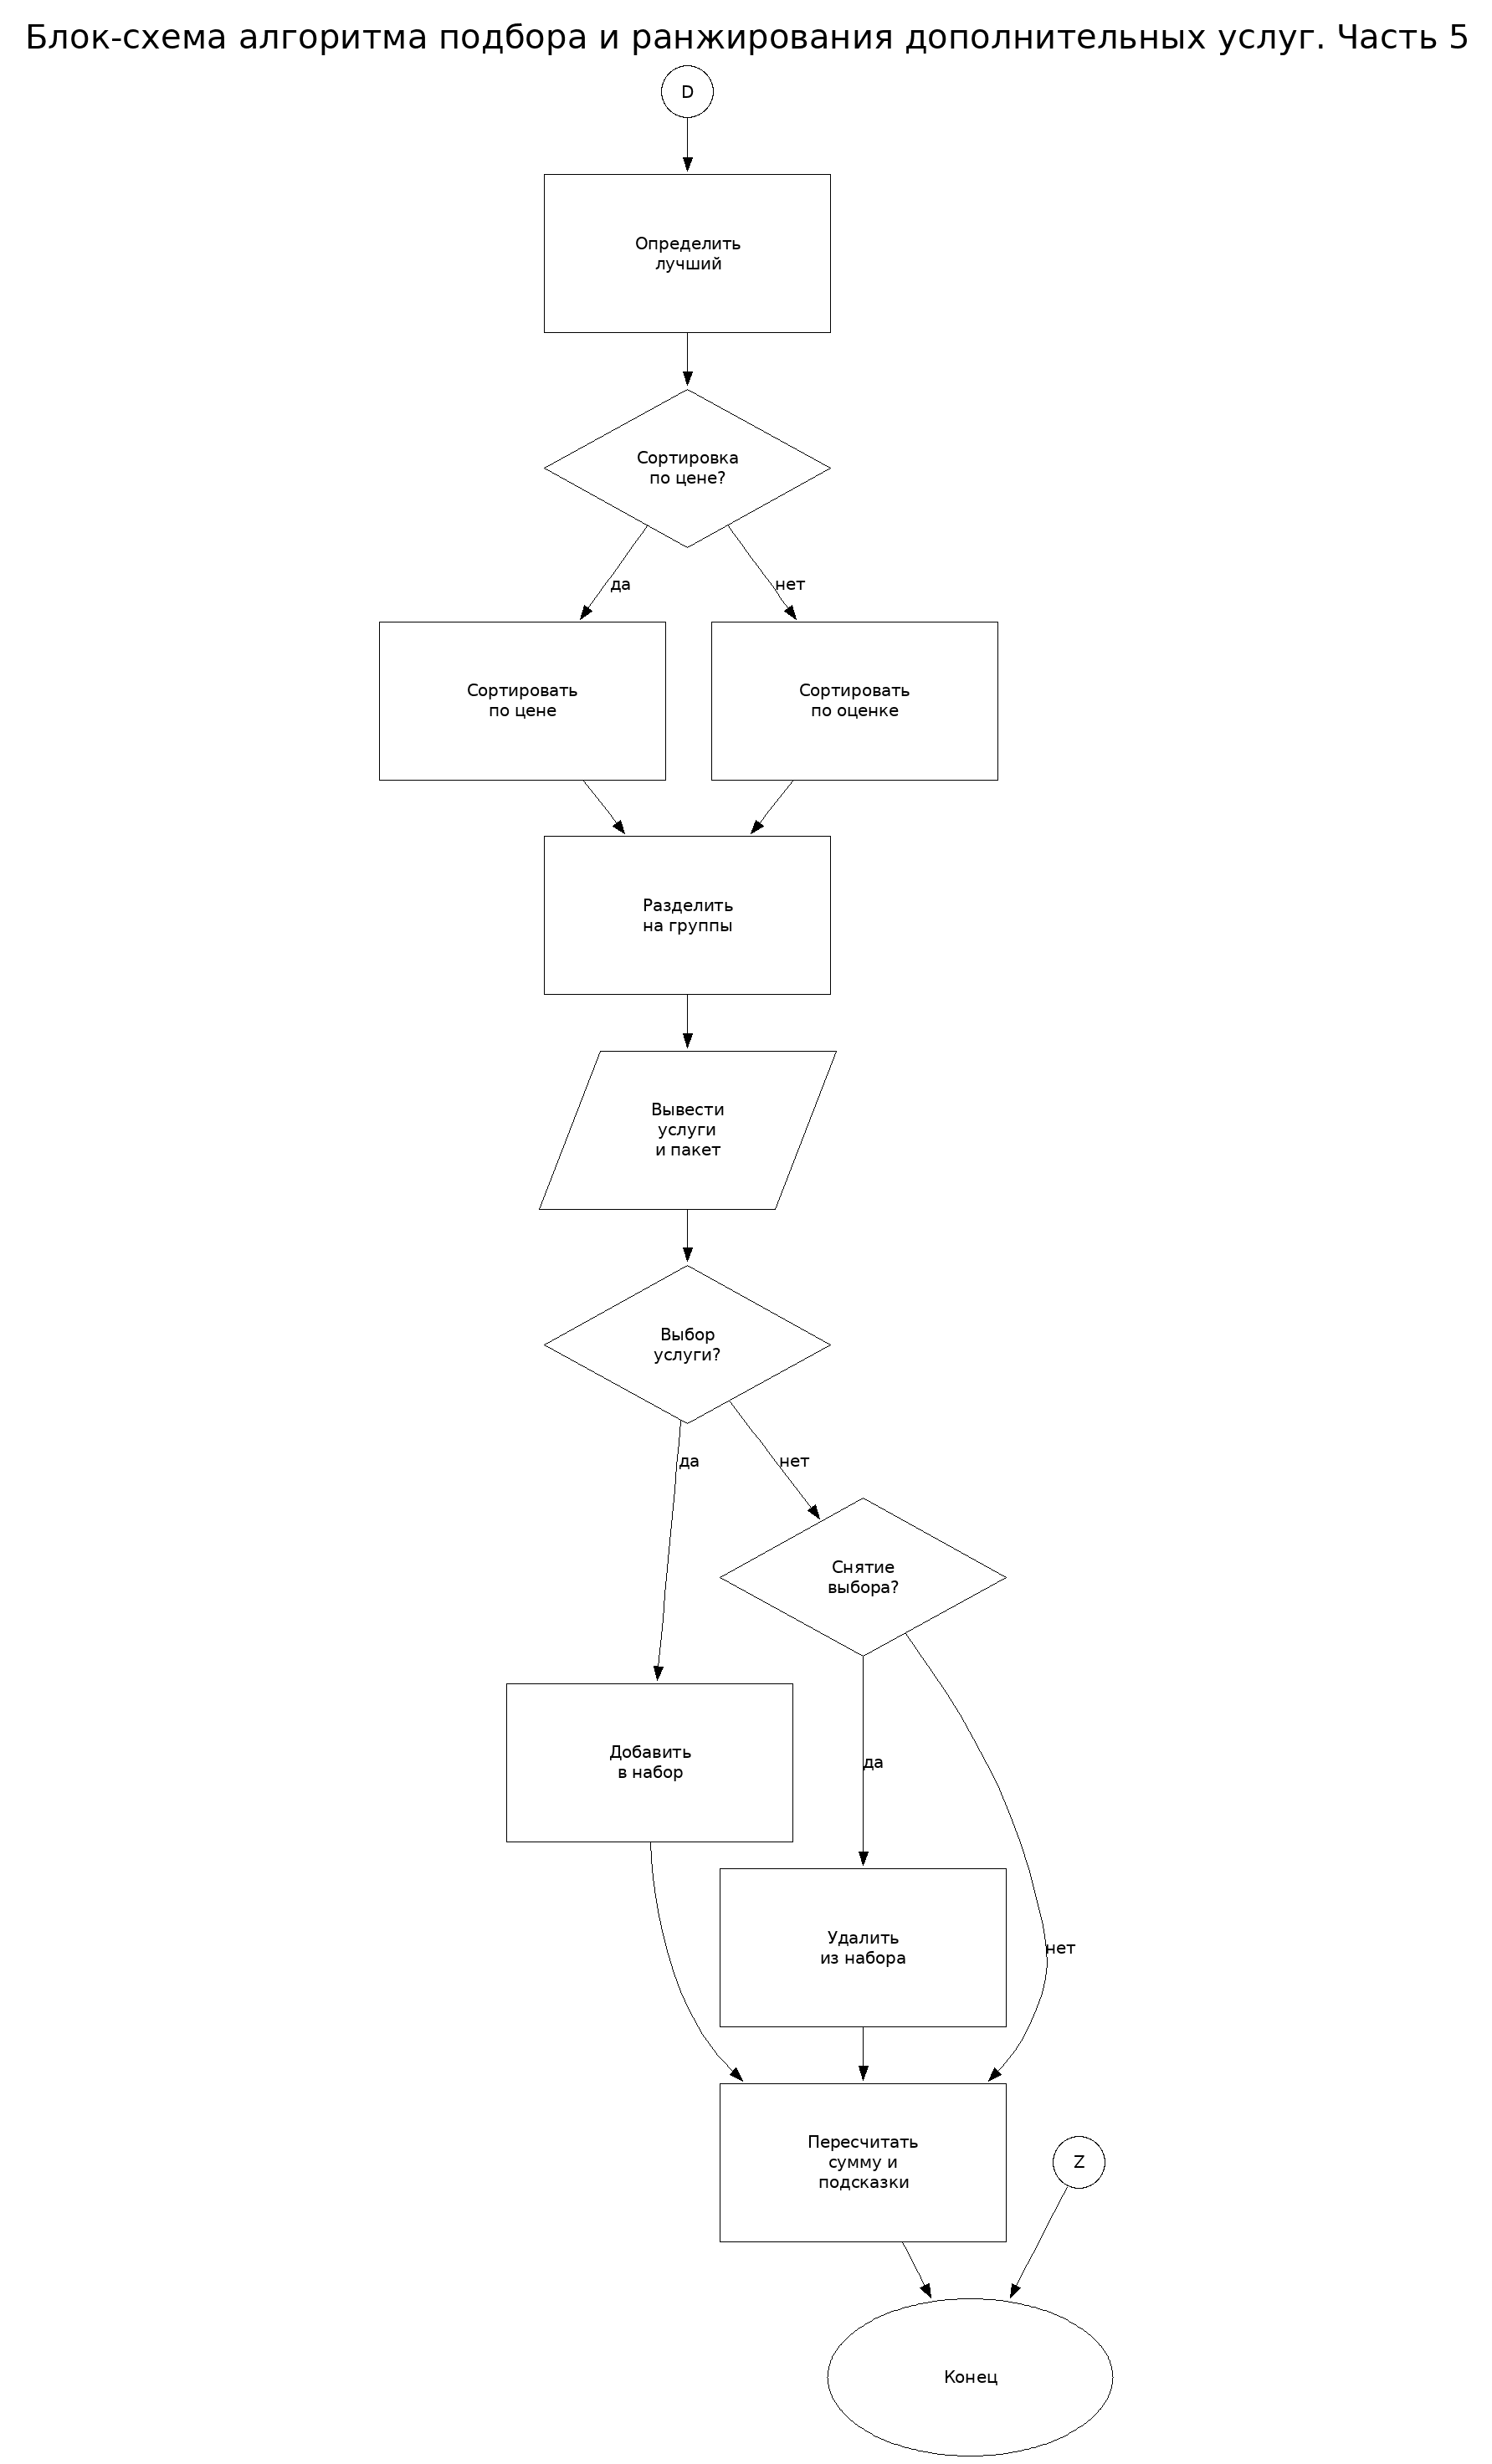 Блок-схема алгоритма подбора и ранжирования дополнительных услуг. Часть 5
D
Определить
лучший
Сортировка
по цене?
да
нет
Сортировать
по цене
Сортировать
по оценке
Разделить
на группы
Вывести
услуги
и пакет
Выбор
услуги?
да
нет
Снятие
выбора?
Добавить
в набор
да
Удалить
из набора
нет
Пересчитать
сумму и
подсказки
Z
Конец